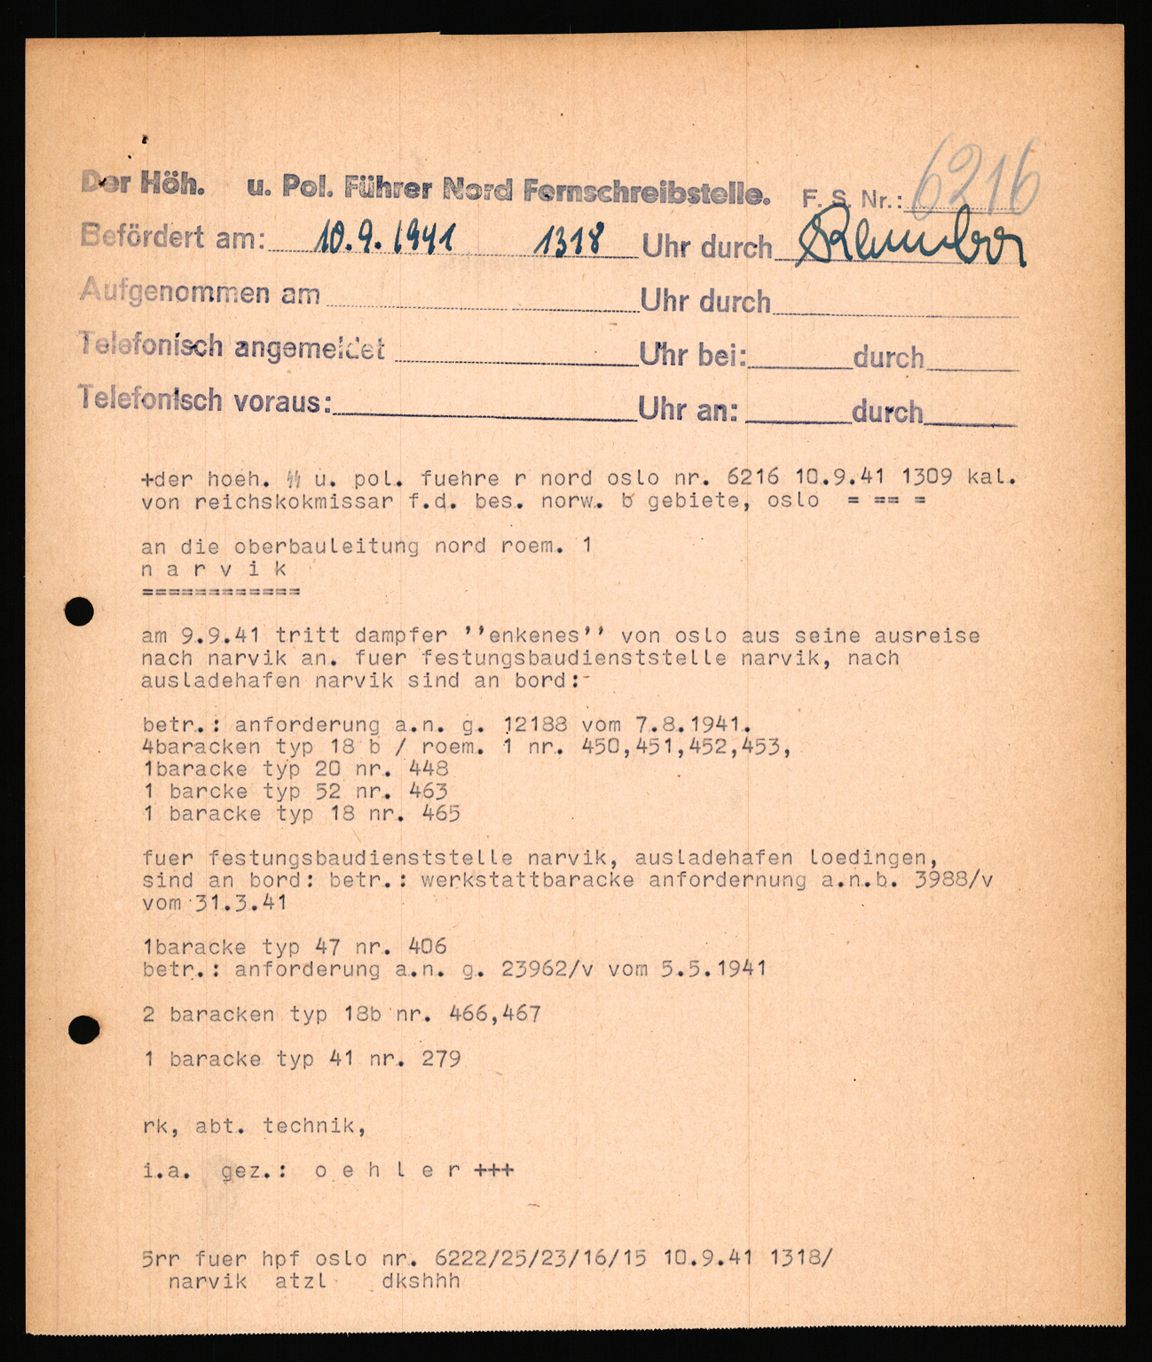 Der Höh. u. Pol. Führer Nord Fernschreibstelle. F. S. Nr.: 6216
Befördert am: 10.9.1941 1318 Uhr durch
Aufgenommen am Uhr durch
Telefonisch angemeldet Uhr bei: durch
Telefonisch voraus: Uhr an: durch
+der hoeh. ᛋᛋ u. pol. fuehre r nord oslo nr. 6216 10.9.41 1309 kal.
von reichskokmissar f.d. bes. norw. b gebiete, oslo = == =
an die oberbauleitung nord roem. 1
n a r v i k
============
am 9.9.41 tritt dampfer ''enkenes'' von oslo aus seine ausreise
nach narvik an. fuer festungsbaudienststelle narvik, nach
ausladehafen narvik sind an bord:-
betr.: anforderung a.n. g. 12188 vom 7.8.1941.
4baracken typ 18 b / roem. 1 nr. 450,451,452,453,
1baracke typ 20 nr. 448
1 barcke typ 52 nr. 463
1 baracke typ 18 nr. 465
fuer festungsbaudienststelle narvik, ausladehafen loedingen,
sind an bord: betr.: werkstattbaracke anfordernung a.n.b. 3988/v
vom 31.3.41
1baracke typ 47 nr. 406
betr.: anforderung a.n. g. 23962/v vom 5.5.1941
2 baracken typ 18b nr. 466,467
1 baracke typ 41 nr. 279
rk, abt. technik,
i.a. gez.: o e h l e r +++
5rr fuer hpf oslo nr. 6222/25/23/16/15 10.9.41 1318/
narvik atzl dkshhh